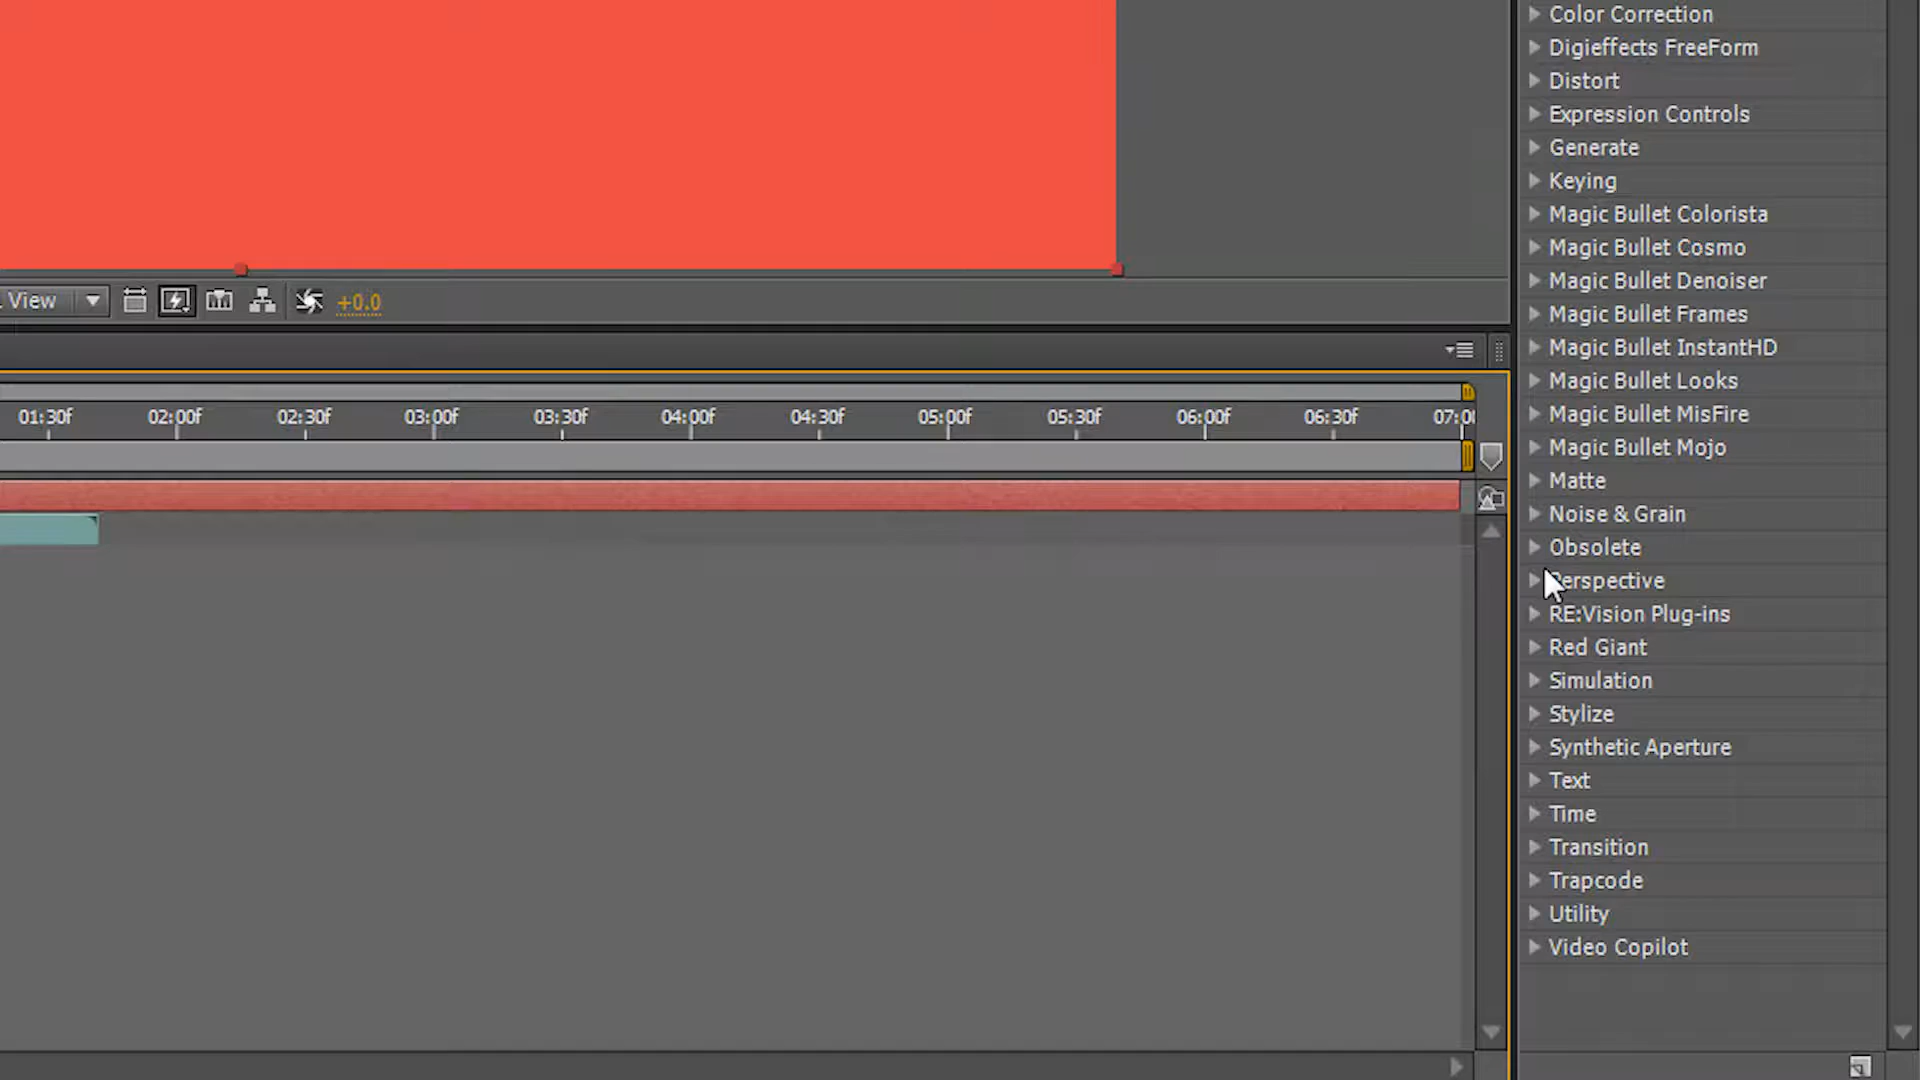 View
+0.0
01:30f 02:00f 02:30f 03:00f 03:30f 04:00f 04:30f 05:00f 05:30f 06:00f 06:30f 07:00
Color Correction
Digieffects FreeForm
Distort
Expression Controls
Generate
Keying
Magic Bullet Colorista
Magic Bullet Cosmo
Magic Bullet Denoiser
Magic Bullet Frames
Magic Bullet InstantHD
Magic Bullet Looks
Magic Bullet MisFire
Magic Bullet Mojo
Matte
Noise & Grain
Obsolete
Perspective
RE:Vision Plug-ins
Red Giant
Simulation
Stylize
Synthetic Aperture
Text
Time
Transition
Trapcode
Utility
Video Copilot